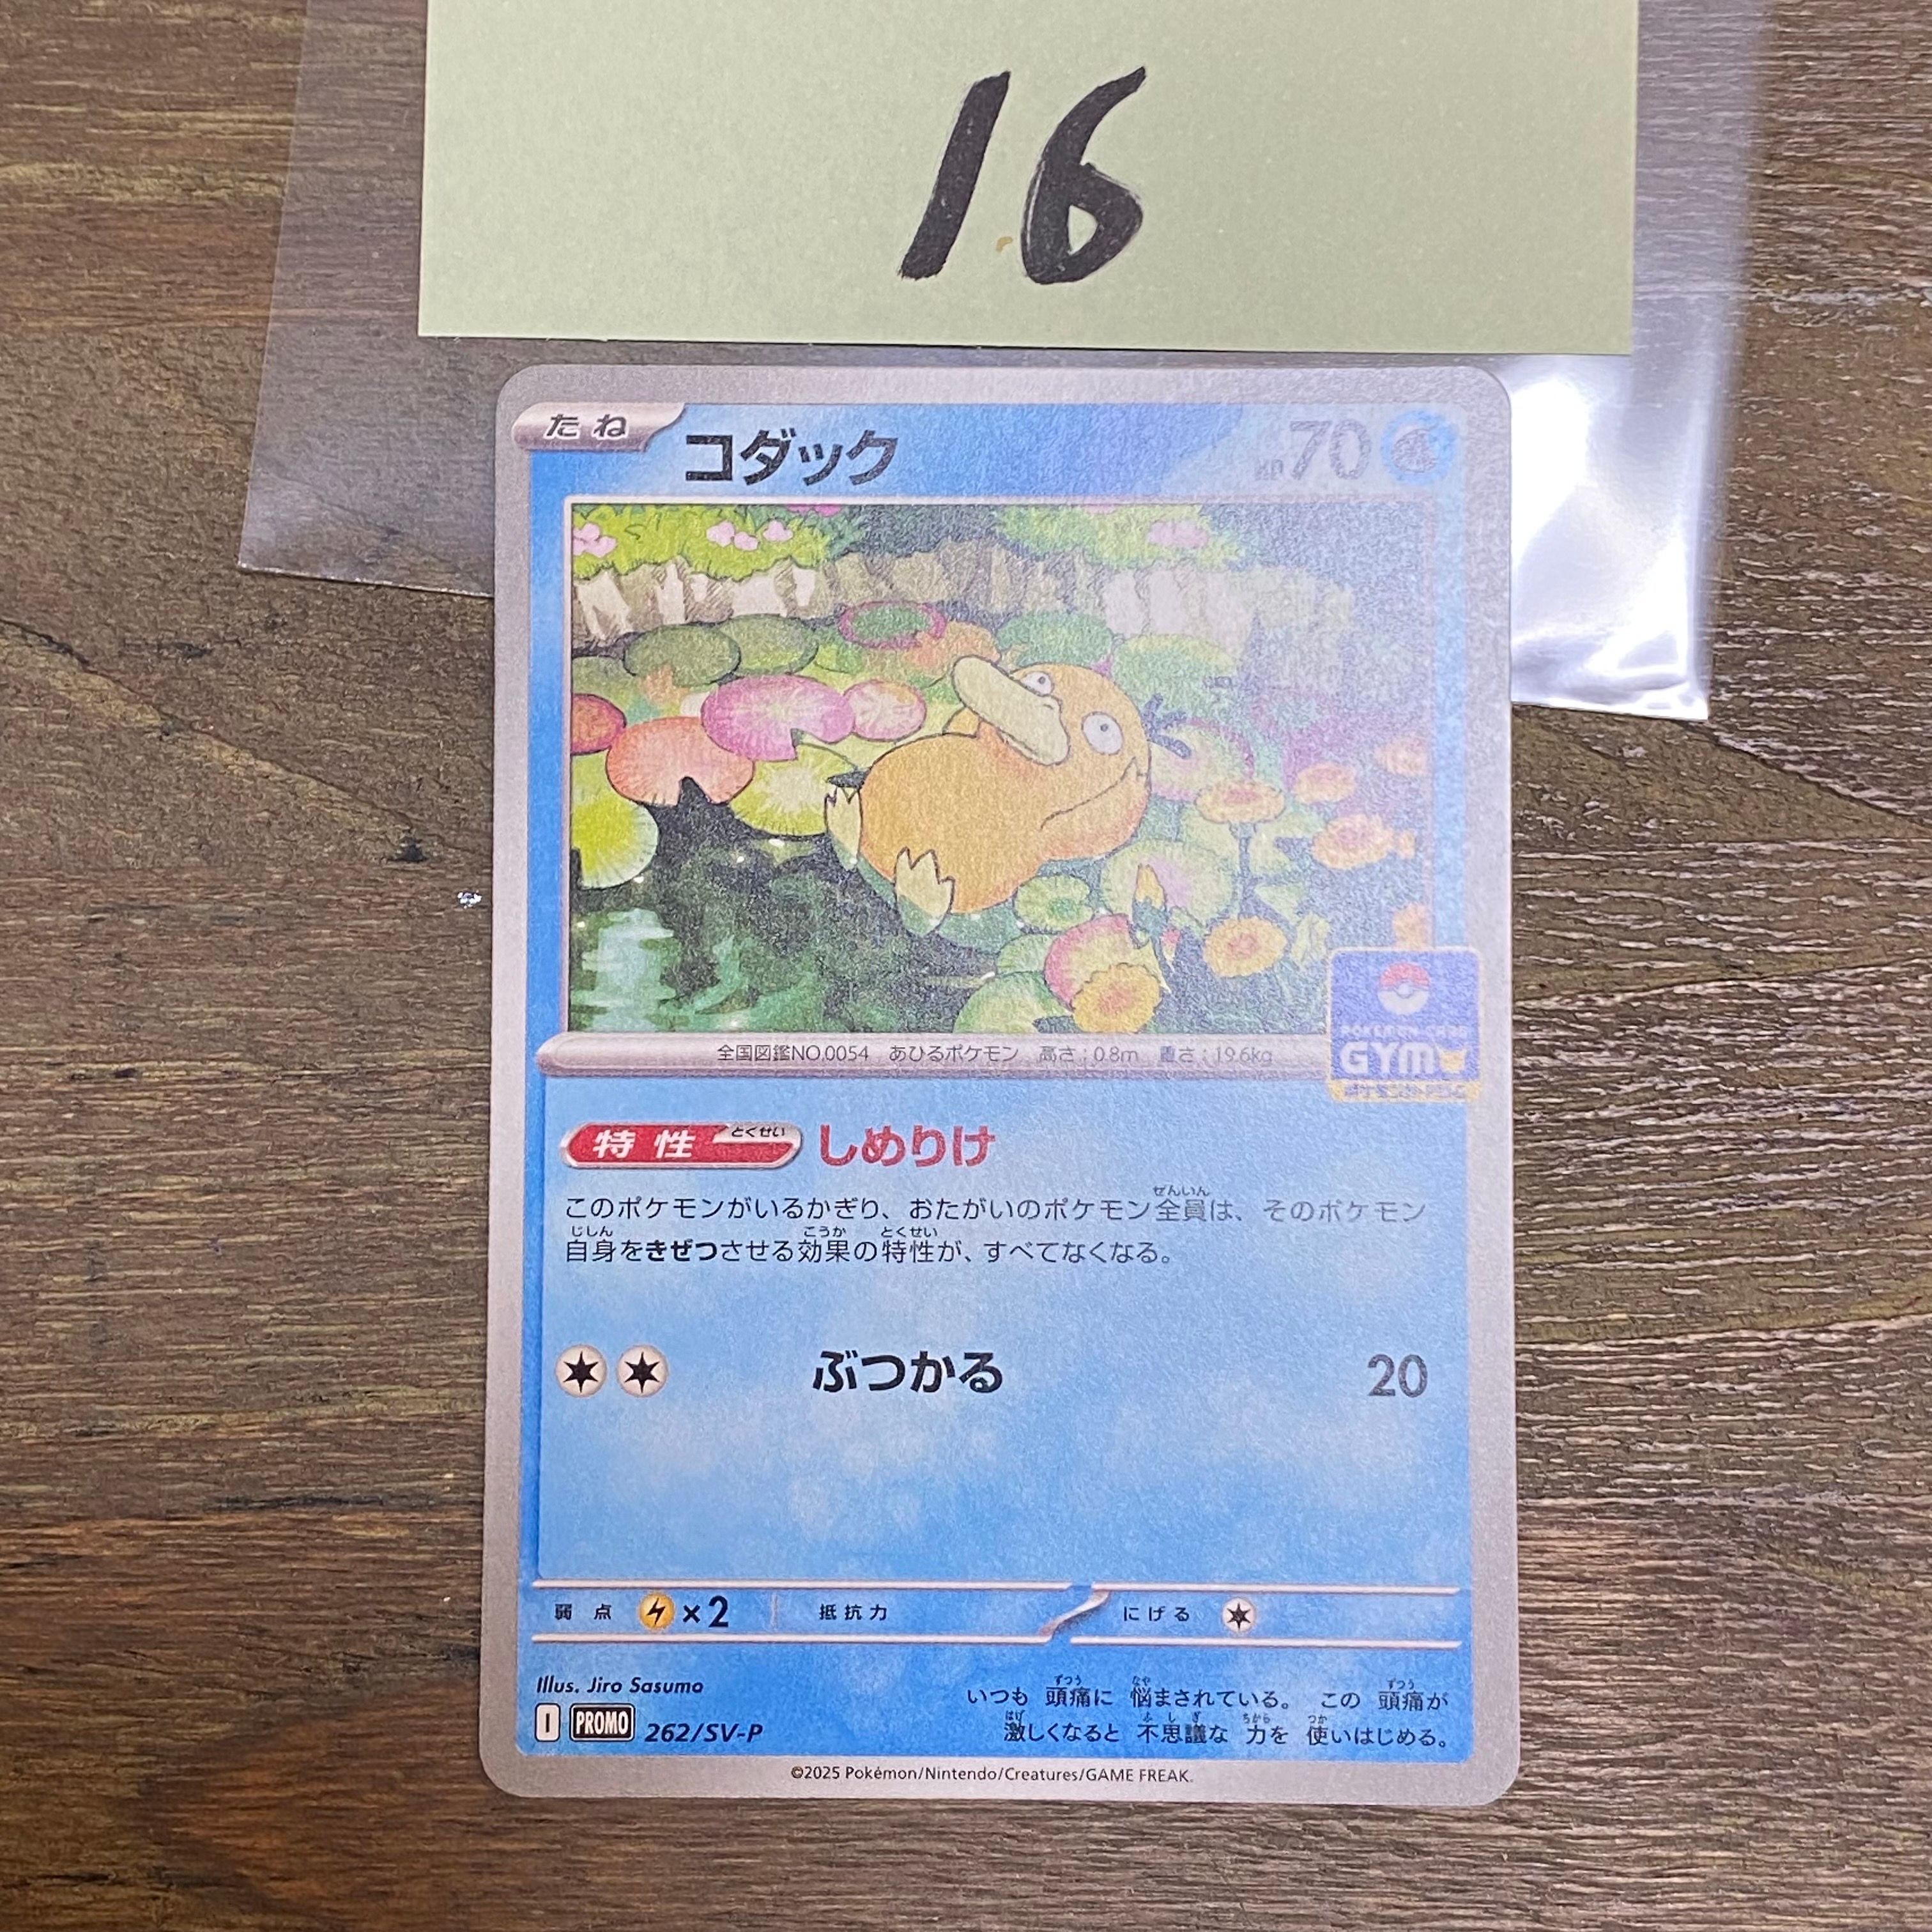 16
たね
コダック
HP70
POKÉMON CARD
GYM
全国図鑑NO.0054 あひるポケモン 高さ:0.8m 重さ:19.6kg
特性 とくせい しめりけ
ぜんいん
このポケモンがいるかぎり、おたがいのポケモン全員は、そのポケモン
じしん こうか とくせい
自身をきぜつさせる効果の特性が、すべてなくなる。
ぶつかる 20
弱点 ×2 抵抗力 にげる
Illus. Jiro Sasumo
I PROMO 262/SV-P
ずつう なや ずつう
いつも 頭痛に 悩まされている。 この 頭痛が
はげ ふしぎ ちから つか
激しくなると 不思議な 力を 使いはじめる。
©2025 Pokémon/Nintendo/Creatures/GAME FREAK.